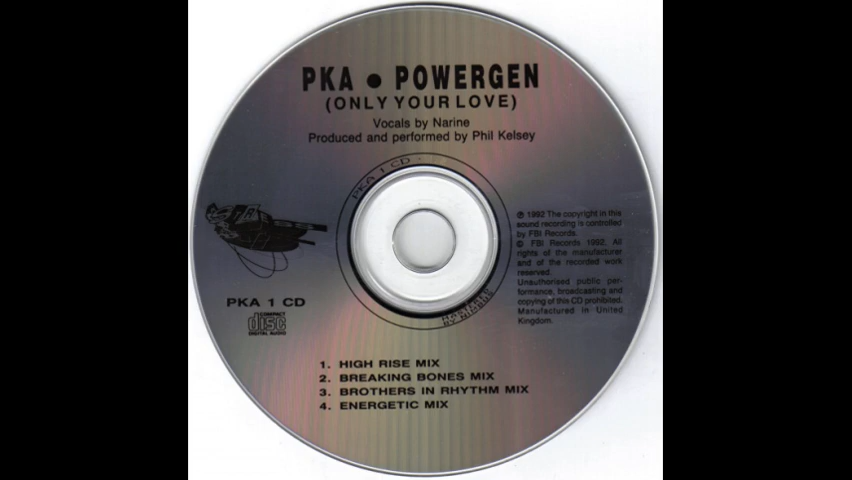 PKA ● POWERGEN
(ONLY YOUR LOVE)
Vocals by Narine
Produced and performed by Phil Kelsey
PKA 1 CD ·
℗ 1992 The copyright in this
sound recording is controlled
by FBI Records.
© FBI Records 1992. All
rights of the manufacturer
and of the recorded work
reserved.
Unauthorised public per-
formance, broadcasting and
copying of this CD prohibited.
Manufactured in United
Kingdom.
PKA 1 CD
COMPACT
disc
DIGITAL AUDIO
BY NIMBUS
1. HIGH RISE MIX
2. BREAKING BONES MIX
3. BROTHERS IN RHYTHM MIX
4. ENERGETIC MIX